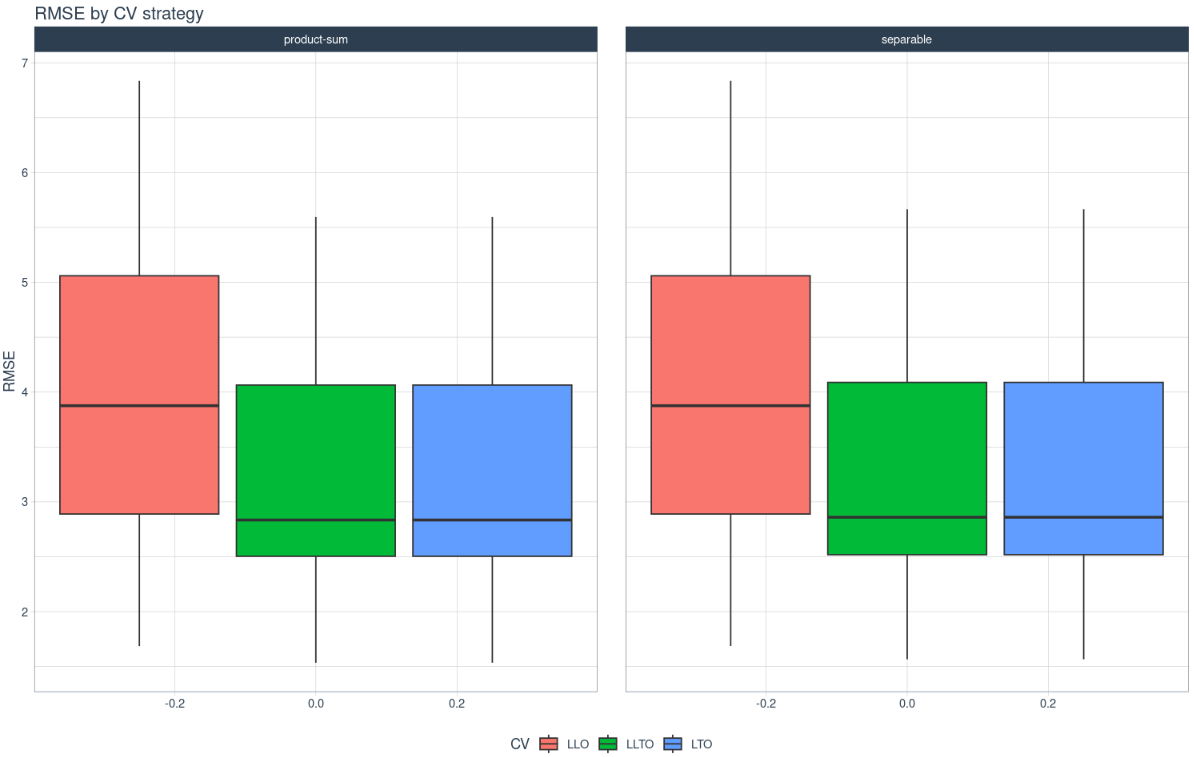 RMSE by CV strategy
product-sum
separable
RMSE
7
6
5
4
3
2
-0.2 0.0 0.2
-0.2 0.0 0.2
CV LLO LLTO LTO